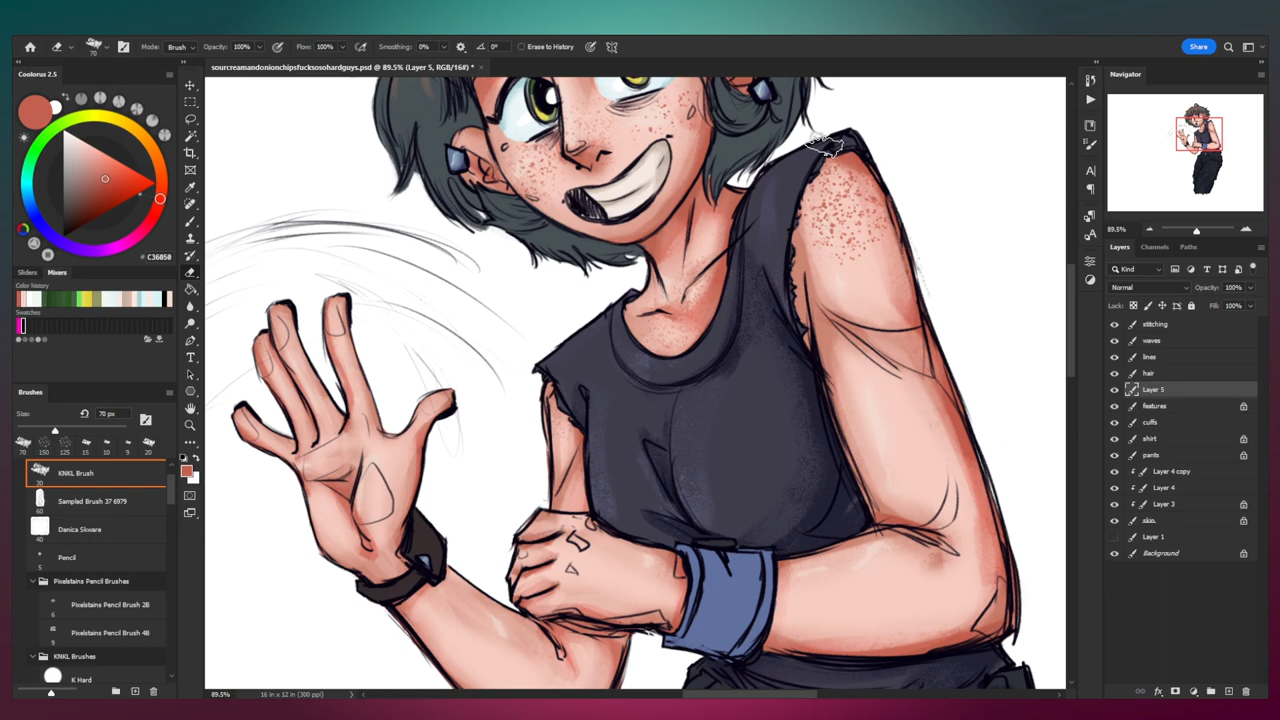 Mode: Brush Opacity: 100% Flow: 100% Smoothing: 0% 0° Erase to History Share
70
sourcreamandonionchipsfucksosohardguys.psd @ 89.5% (Layer 5, RGB/16#) *
Coolorus 2.5
# C36050
Sliders Mixers
Color history
Swatches
Brushes
Size: 70 px
70 150 125 15 10 9 20
KNKL Brush
30
Sampled Brush 37 6979
60
Danica Skware
40
Pencil
5
Pixelstains Pencil Brushes
Pixelstains Pencil Brush 2B
6
Pixelstains Pencil Brush 4B
9
KNKL Brushes
K Hard
89.5% 16 in x 12 in (300 ppi)
Navigator
89.5%
Layers Channels Paths
Kind
Normal Opacity: 100%
Lock: Fill: 100%
stitching
waves
lines
hair
Layer 5
features
cuffs
shirt
pants
Layer 4 copy
Layer 4
Layer 3
skin
Layer 1
Background